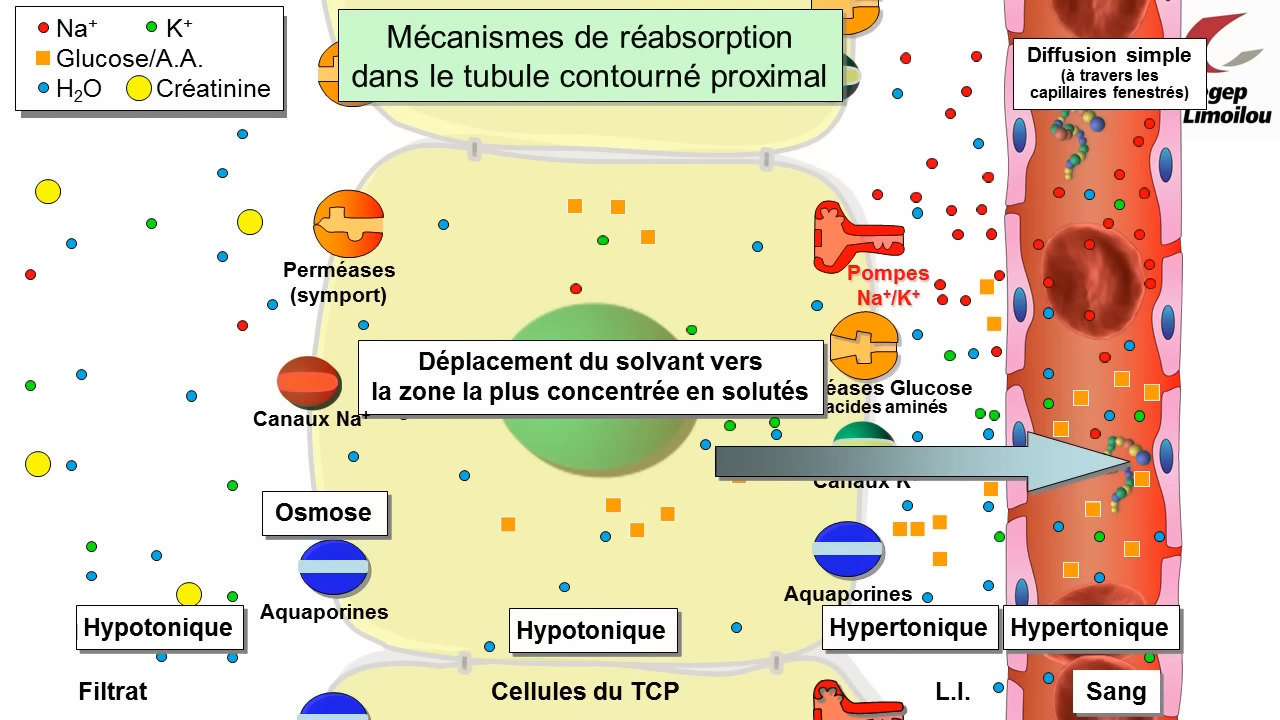 Na⁺ K⁺
Glucose/A.A.
H₂O Créatinine
Mécanismes de réabsorption
dans le tubule contourné proximal
Diffusion simple
(à travers les
capillaires fenestrés)
Limoilou
Perméases
(symport)
Pompes
Na⁺/K⁺
Déplacement du solvant vers
la zone la plus concentrée en solutés
Glucose
acides aminés
Canaux Na⁺
Canaux K
Osmose
Aquaporines
Aquaporines
Hypotonique
Hypotonique
Hypertonique
Hypertonique
Filtrat
Cellules du TCP
L.I.
Sang